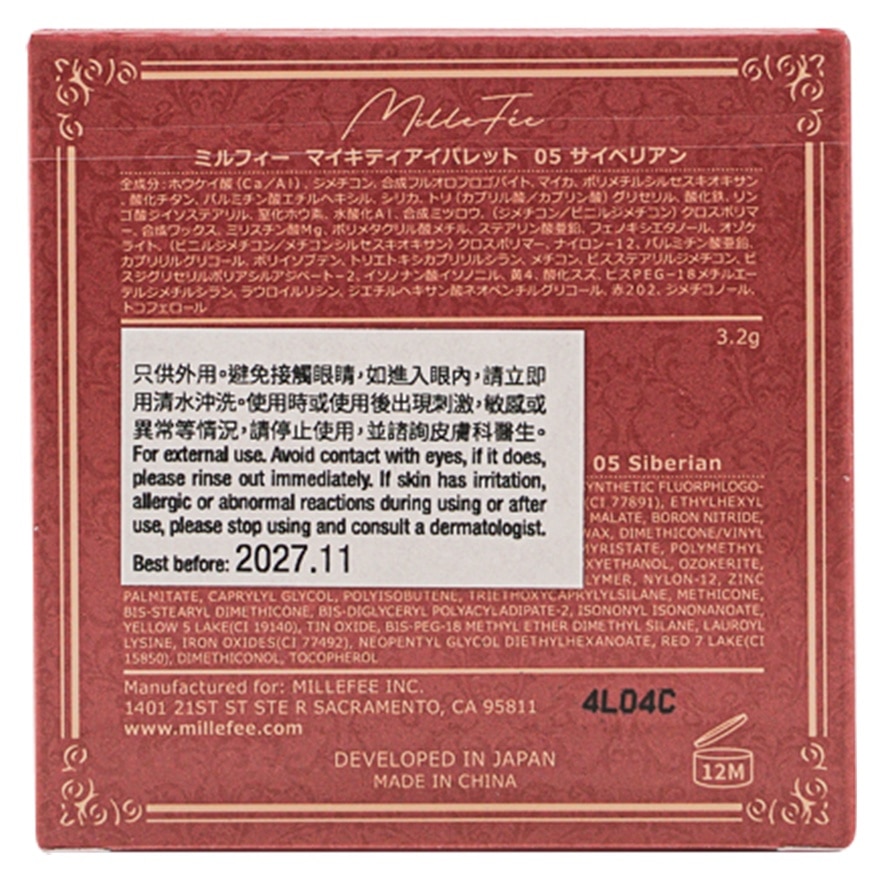 MilleFée
ミルフィー マイキティアイパレット 05 サイベリアン
全成分:ホウケイ酸(Ca/Al)、ジメチコン、合成フルオロフロゴパイト、マイカ、ポリメチルシルセスキオキサン
、酸化チタン、パルミチン酸エチルヘキシル、シリカ、トリ(カプリル酸/カプリン酸)グリセリル、酸化鉄、リン
ゴ酸ジイソステアリル、窒化ホウ素、水酸化Al、合成ミツロウ、(ジメチコン/ビニルジメチコン)クロスポリマ
ー、合成ワックス、ミリスチン酸Mg、ポリメタクリル酸メチル、ステアリン酸亜鉛、フェノキシエタノール、オゾケ
ライト、(ビニルジメチコン/メチコンシルセスキオキサン)クロスポリマー、ナイロン-12、パルミチン酸亜鉛、
カプリリルグリコール、ポリイソブテン、トリエトキシカプリリルシラン、メチコン、ビスステアリルジメチコン、ビ
スジグリセリルポリアシルアジペート-2、イソノナン酸イソノニル、黄4、酸化スズ、ビスPEG-18メチルエー
テルジメチルシラン、ラウロイルリシン、ジエチルヘキサン酸ネオペンチルグリコール、赤202、ジメチコノール、
トコフェロール
3.2g
只供外用。避免接觸眼睛,如進入眼內,請立即
用清水沖洗。使用時或使用後出現刺激,敏感或
異常等情況,請停止使用,並諮詢皮膚科醫生。
For external use. Avoid contact with eyes, if it does,
please rinse out immediately. If skin has irritation,
allergic or abnormal reactions during using or after
use, please stop using and consult a dermatologist.
Best before: 2027.11
05 Siberian
YNTHETIC FLUORPHLOGO-
(CI 77891), ETHYLHEXYL
MALATE, BORON NITRIDE,
WAX, DIMETHICONE/VINYL
MYRISTATE, POLYMETHYL
XYETHANOL, OZOKERITE,
LYMER, NYLON-12, ZINC
PALMITATE, CAPRYLYL GLYCOL, POLYISOBUTENE, TRIETHOXYCAPRYLYLSILANE, METHICONE,
BIS-STEARYL DIMETHICONE, BIS-DIGLYCERYL POLYACYLADIPATE-2, ISONONYL ISONONANOATE,
YELLOW 5 LAKE(CI 19140), TIN OXIDE, BIS-PEG-18 METHYL ETHER DIMETHYL SILANE, LAUROYL
LYSINE, IRON OXIDES(CI 77492), NEOPENTYL GLYCOL DIETHYLHEXANOATE, RED 7 LAKE(CI
15850), DIMETHICONOL, TOCOPHEROL
Manufactured for: MILLEFEE INC.
1401 21ST ST STE R SACRAMENTO, CA 95811
www.millefee.com
4L04C
DEVELOPED IN JAPAN
MADE IN CHINA
12M